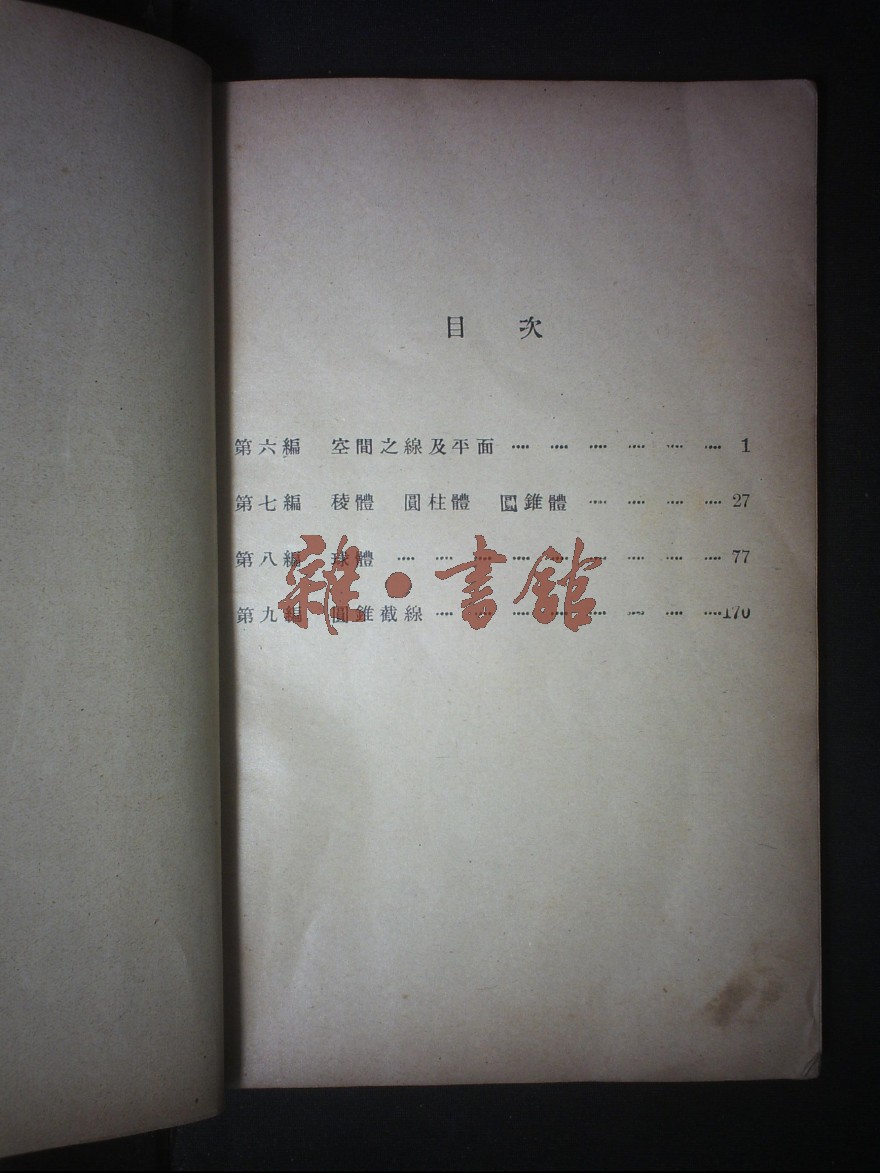 目 次
第六編 空間之線及平面 ···· ···· ···· ···· ···· ···· 1
第七編 稜體 圓柱體 圓錐體 ···· ···· ···· ···· 27
第八編 球體 ···· ···· ···· ···· ···· ···· ···· ···· ···· 77
第九編 圓錐截線 ···· ···· ···· ···· ···· ···· ···· ···· 170
雜·書館